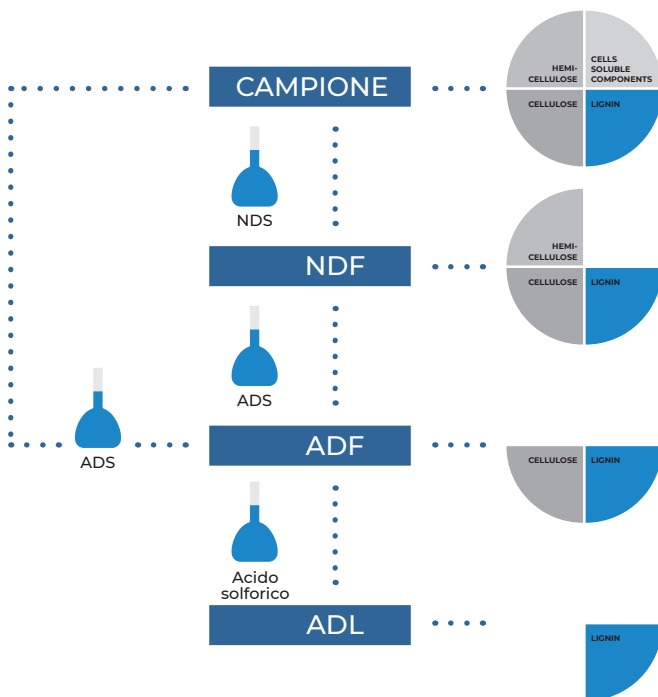 CAMPIONE
HEMI-
CELLULOSE
CELLS
SOLUBLE
COMPONENTS
CELLULOSE
LIGNIN
NDS
NDF
HEMI-
CELLULOSE
CELLULOSE
LIGNIN
ADS
ADS
ADF
CELLULOSE
LIGNIN
Acido
solforico
ADL
LIGNIN